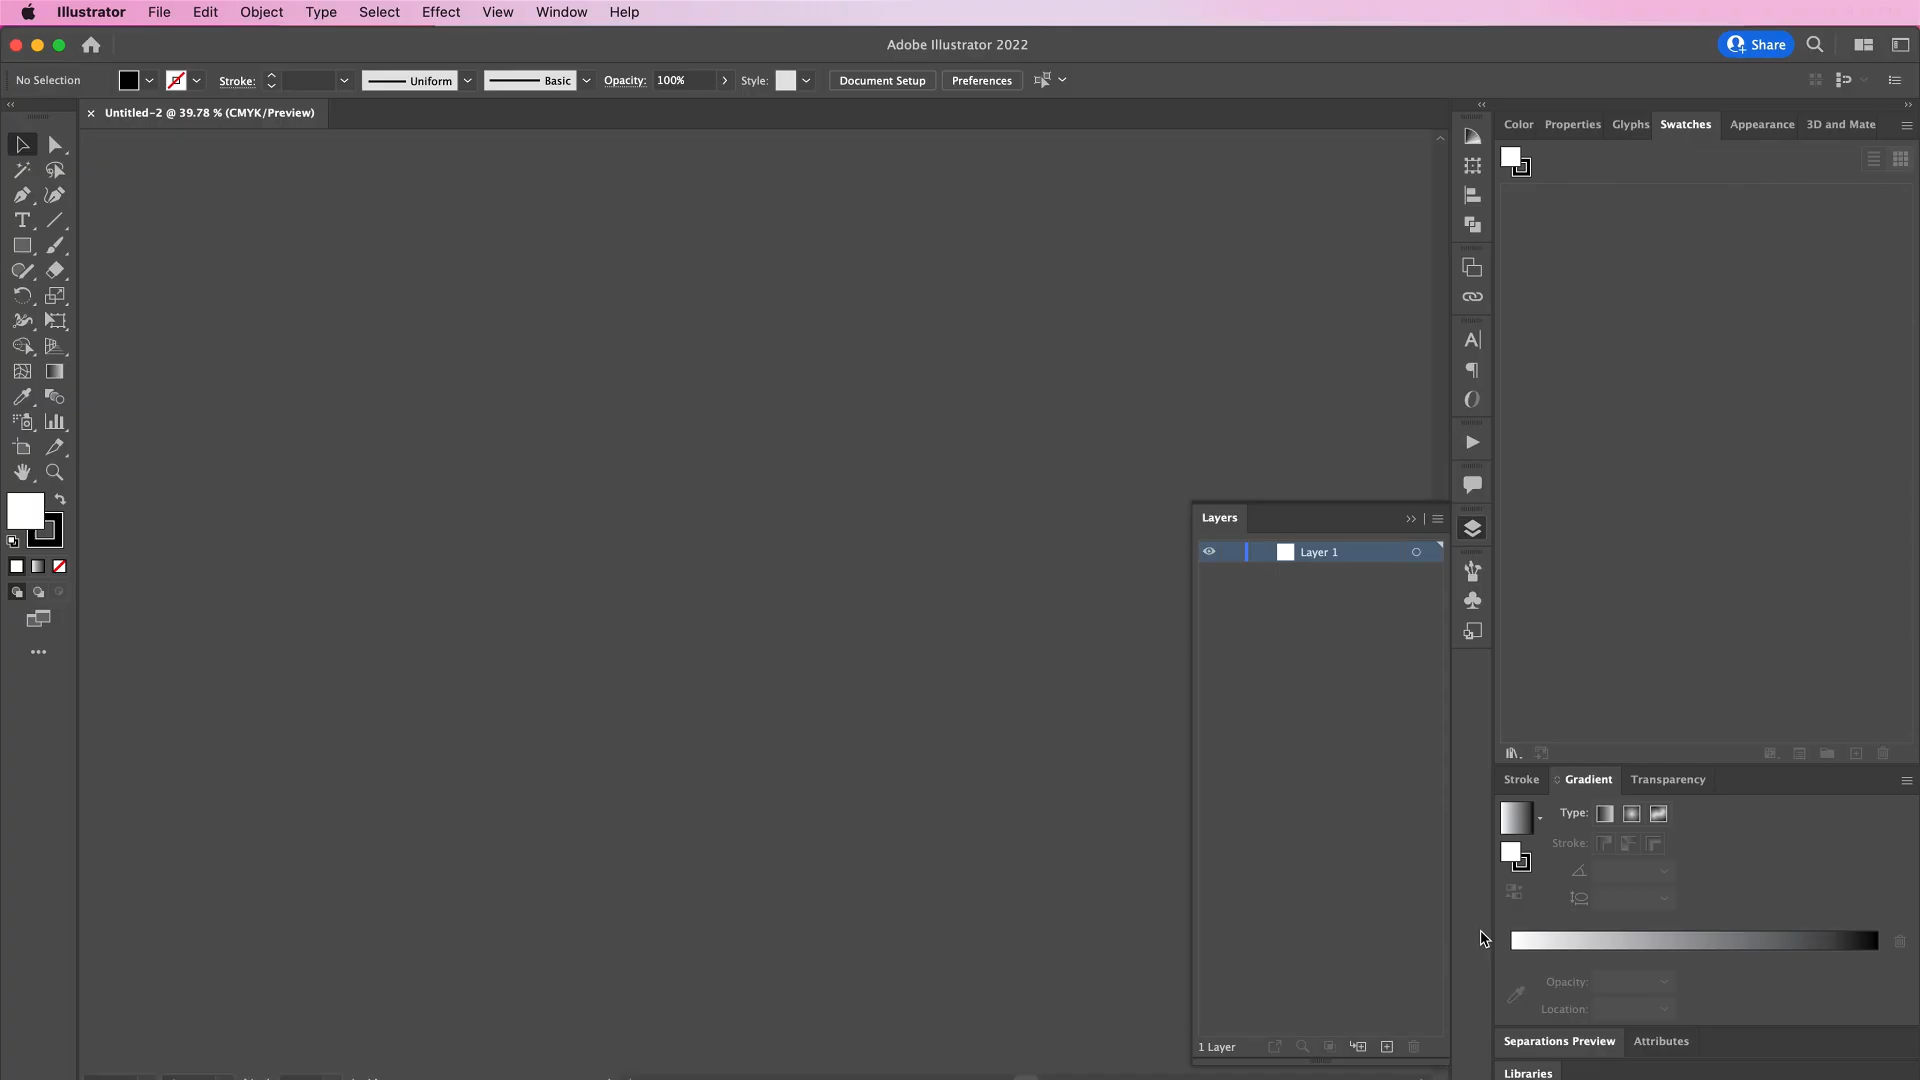 Illustrator File Edit Object Type Select Effect View Window Help
Adobe Illustrator 2022
Share
No Selection
Stroke:
Uniform
Basic
Opacity: 100%
Style:
Document Setup
Preferences
× Untitled-2 @ 39.78 % (CMYK/Preview)
Color Properties Glyphs Swatches Appearance 3D and Mate
Layers
Layer 1
1 Layer
Stroke Gradient Transparency
Type:
Stroke:
Opacity:
Location:
Separations Preview Attributes
Libraries